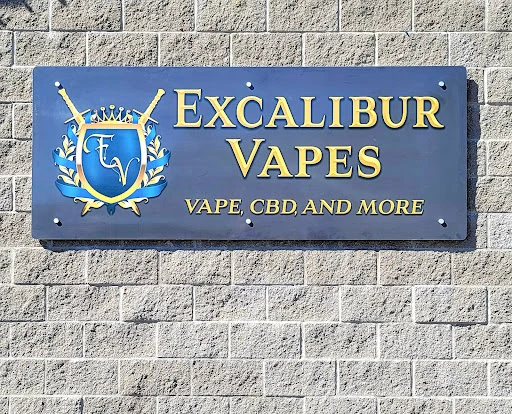 EV
EXCALIBUR
VAPES
VAPE, CBD, AND MORE